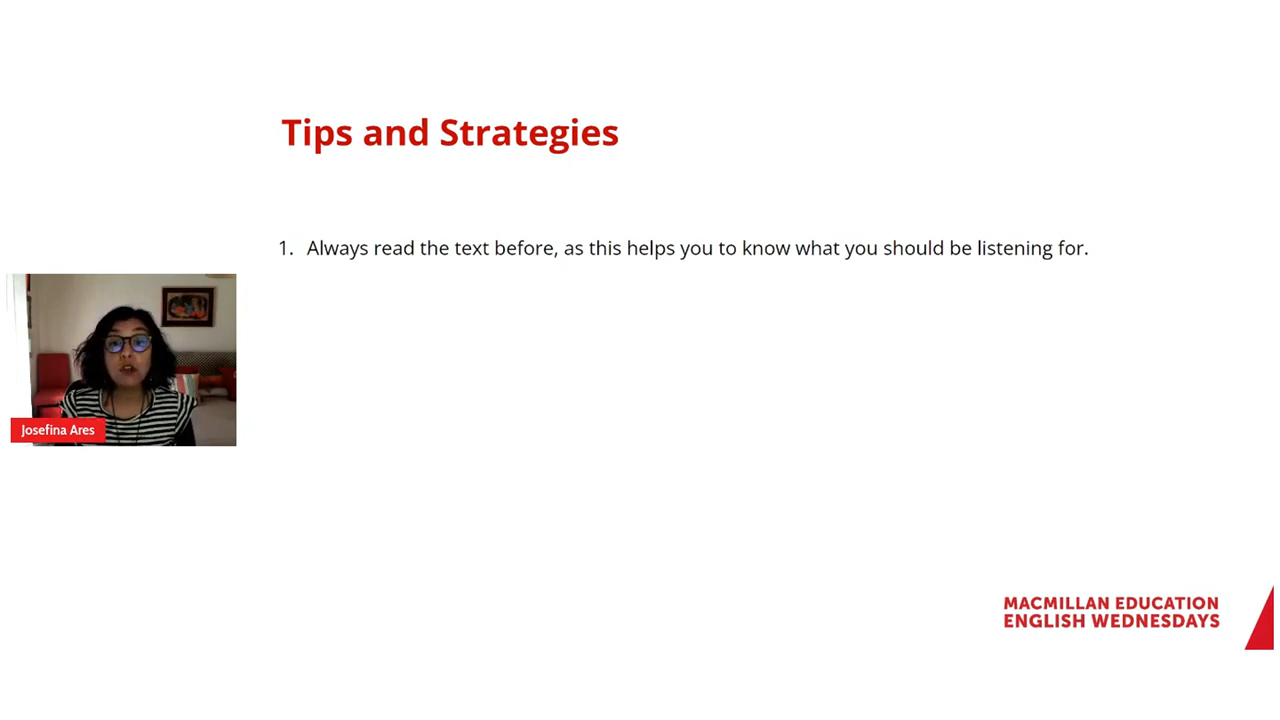 Tips and Strategies
1. Always read the text before, as this helps you to know what you should be listening for.
Josefina Ares
MACMILLAN EDUCATION
ENGLISH WEDNESDAYS